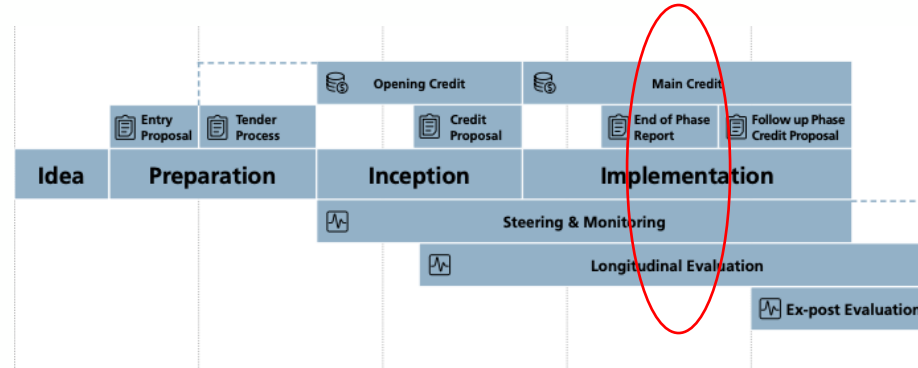 Opening Credit
Main Credit
Entry
Proposal
Tender
Process
Credit
Proposal
End of Phase
Report
Follow up Phase
Credit Proposal
Idea
Preparation
Inception
Implementation
Steering & Monitoring
Longitudinal Evaluation
Ex-post Evaluation